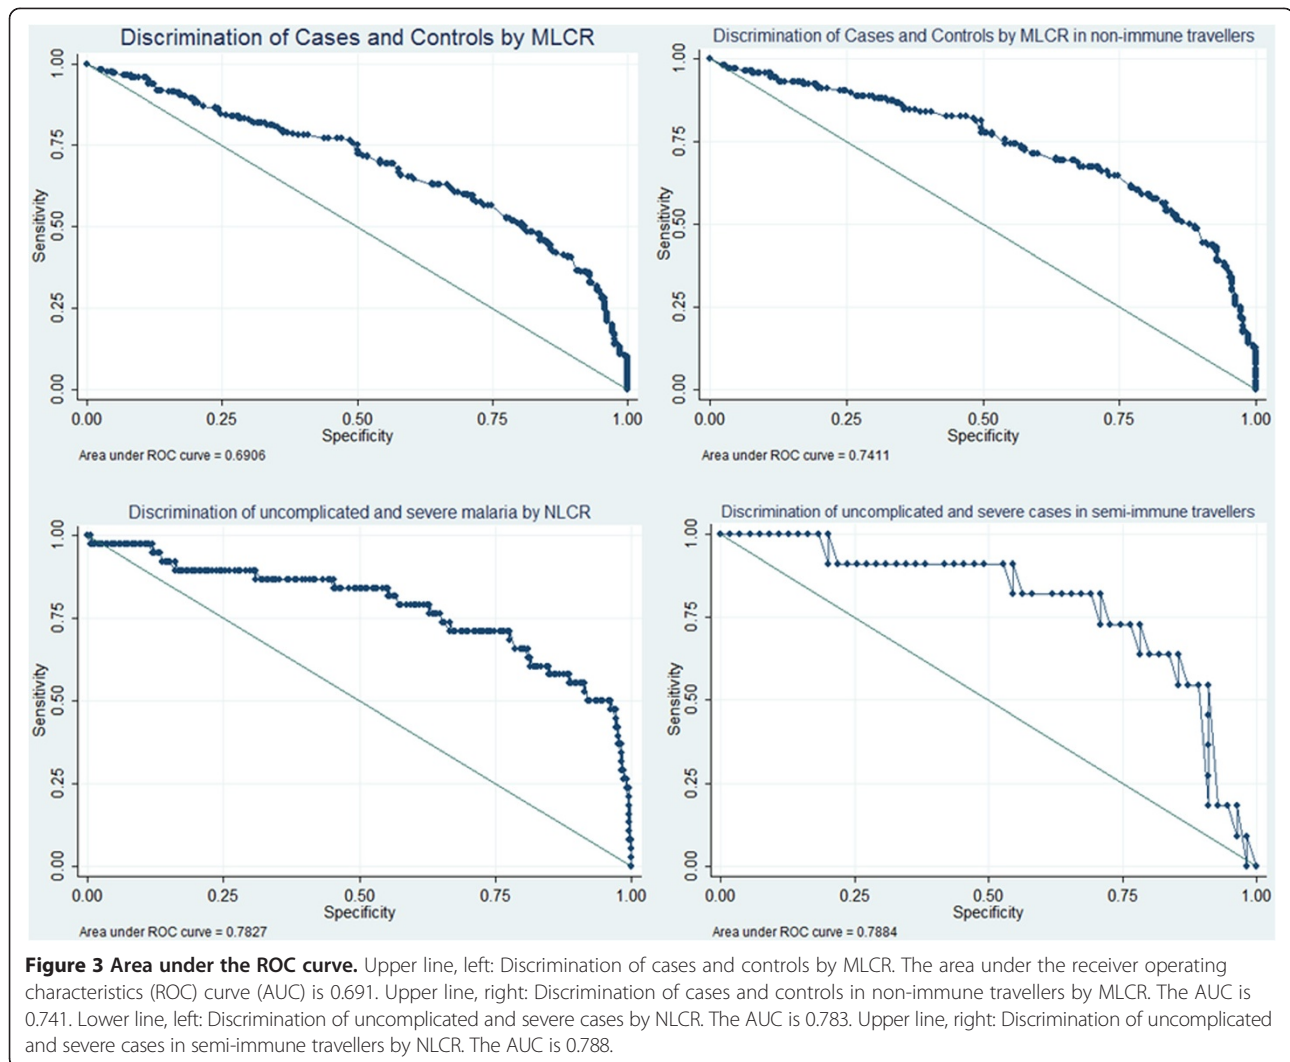 Discrimination of Cases and Controls by MLCR
1.00
0.75
0.50
0.25
0.00
Sensitivity
0.00 0.25 0.50 0.75 1.00
Specificity
Area under ROC curve = 0.6906
Discrimination of Cases and Controls by MLCR in non-immune travellers
1.00
0.75
0.50
0.25
0.00
Sensitivity
0.00 0.25 0.50 0.75 1.00
Specificity
Area under ROC curve = 0.7411
Discrimination of uncomplicated and severe malaria by NLCR
1.00
0.75
0.50
0.25
0.00
Sensitivity
0.00 0.25 0.50 0.75 1.00
Specificity
Area under ROC curve = 0.7827
Discrimination of uncomplicated and severe cases in semi-immune travellers
1.00
0.75
0.50
0.25
0.00
Sensitivity
0.00 0.25 0.50 0.75 1.00
Specificity
Area under ROC curve = 0.7884
Figure 3 Area under the ROC curve. Upper line, left: Discrimination of cases and controls by MLCR. The area under the receiver operating
characteristics (ROC) curve (AUC) is 0.691. Upper line, right: Discrimination of cases and controls in non-immune travellers by MLCR. The AUC is
0.741. Lower line, left: Discrimination of uncomplicated and severe cases by NLCR. The AUC is 0.783. Upper line, right: Discrimination of uncomplicated
and severe cases in semi-immune travellers by NLCR. The AUC is 0.788.